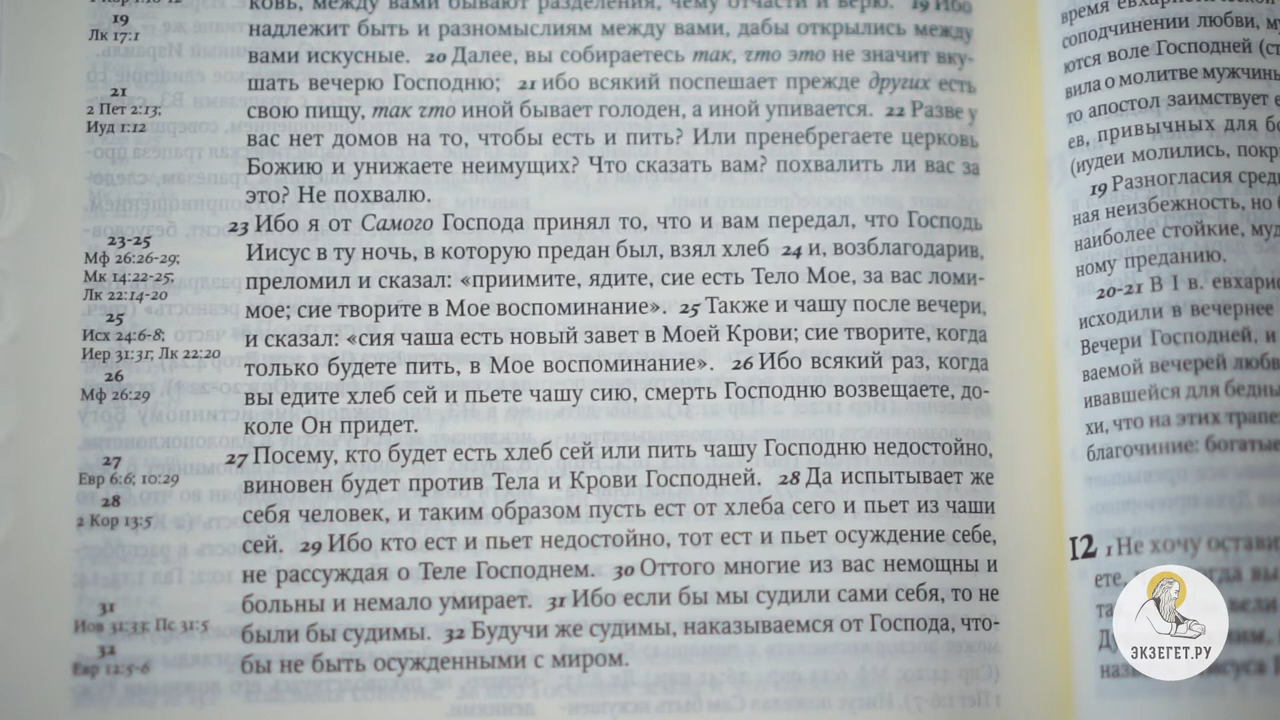 19
Лк 17:1
21
2 Пет 2:13;
Иуд 1:12
23-25
Мф 26:26-29;
Мк 14:22-25;
Лк 22:14-20
25
Исх 24:6-8;
Иер 31:31; Лк 22:20
26
Мф 26:29
27
Евр 6:6; 10:29
28
2 Кор 13:5
31
Иов 31:33; Пс 31:5
32
Евр 12:5-6
ковь, между вами бывают разделения, чему отчасти и верю. 19 Ибо
надлежит быть и разномыслиям между вами, дабы открылись между
вами искусные. 20 Далее, вы собираетесь так, что это не значит вку-
шать вечерю Господню; 21 ибо всякий поспешает прежде других есть
свою пищу, так что иной бывает голоден, а иной упивается. 22 Разве у
вас нет домов на то, чтобы есть и пить? Или пренебрегаете церковь
Божию и унижаете неимущих? Что сказать вам? похвалить ли вас за
это? Не похвалю.
23 Ибо я от Самого Господа принял то, что и вам передал, что Господь
Иисус в ту ночь, в которую предан был, взял хлеб 24 и, возблагодарив,
преломил и сказал: «приимите, ядите, сие есть Тело Мое, за вас ломи-
мое; сие творите в Мое воспоминание». 25 Также и чашу после вечери,
и сказал: «сия чаша есть новый завет в Моей Крови; сие творите, когда
только будете пить, в Мое воспоминание». 26 Ибо всякий раз, когда
вы едите хлеб сей и пьете чашу сию, смерть Господню возвещаете, до-
коле Он придет.
27 Посему, кто будет есть хлеб сей или пить чашу Господню недостойно,
виновен будет против Тела и Крови Господней. 28 Да испытывает же
себя человек, и таким образом пусть ест от хлеба сего и пьет из чаши
сей. 29 Ибо кто ест и пьет недостойно, тот ест и пьет осуждение себе,
не рассуждая о Теле Господнем. 30 Оттого многие из вас немощны и
больны и немало умирает. 31 Ибо если бы мы судили сами себя, то не
были бы судимы. 32 Будучи же судимы, наказываемся от Господа, что-
бы не быть осужденными с миром.
время евхаристической
соподчинении любви, м
ются воле Господней (ст
вила о молитве мужчины
то апостол заимствует
ев, привычных для бо
(иудеи молились, покр
19 Разногласия сред
ная неизбежность, но
наиболее стойкие, муд
ному преданию.
20-21 В I в. евхарис
исходили в вечернее
Вечери Господней, и
ваемой вечерей любв
ивавшейся для бедны
хи, что на этих трапе
благочиние: богатые
12 1 Не хочу остави
ете,
ЭКЗЕГЕТ.РУ